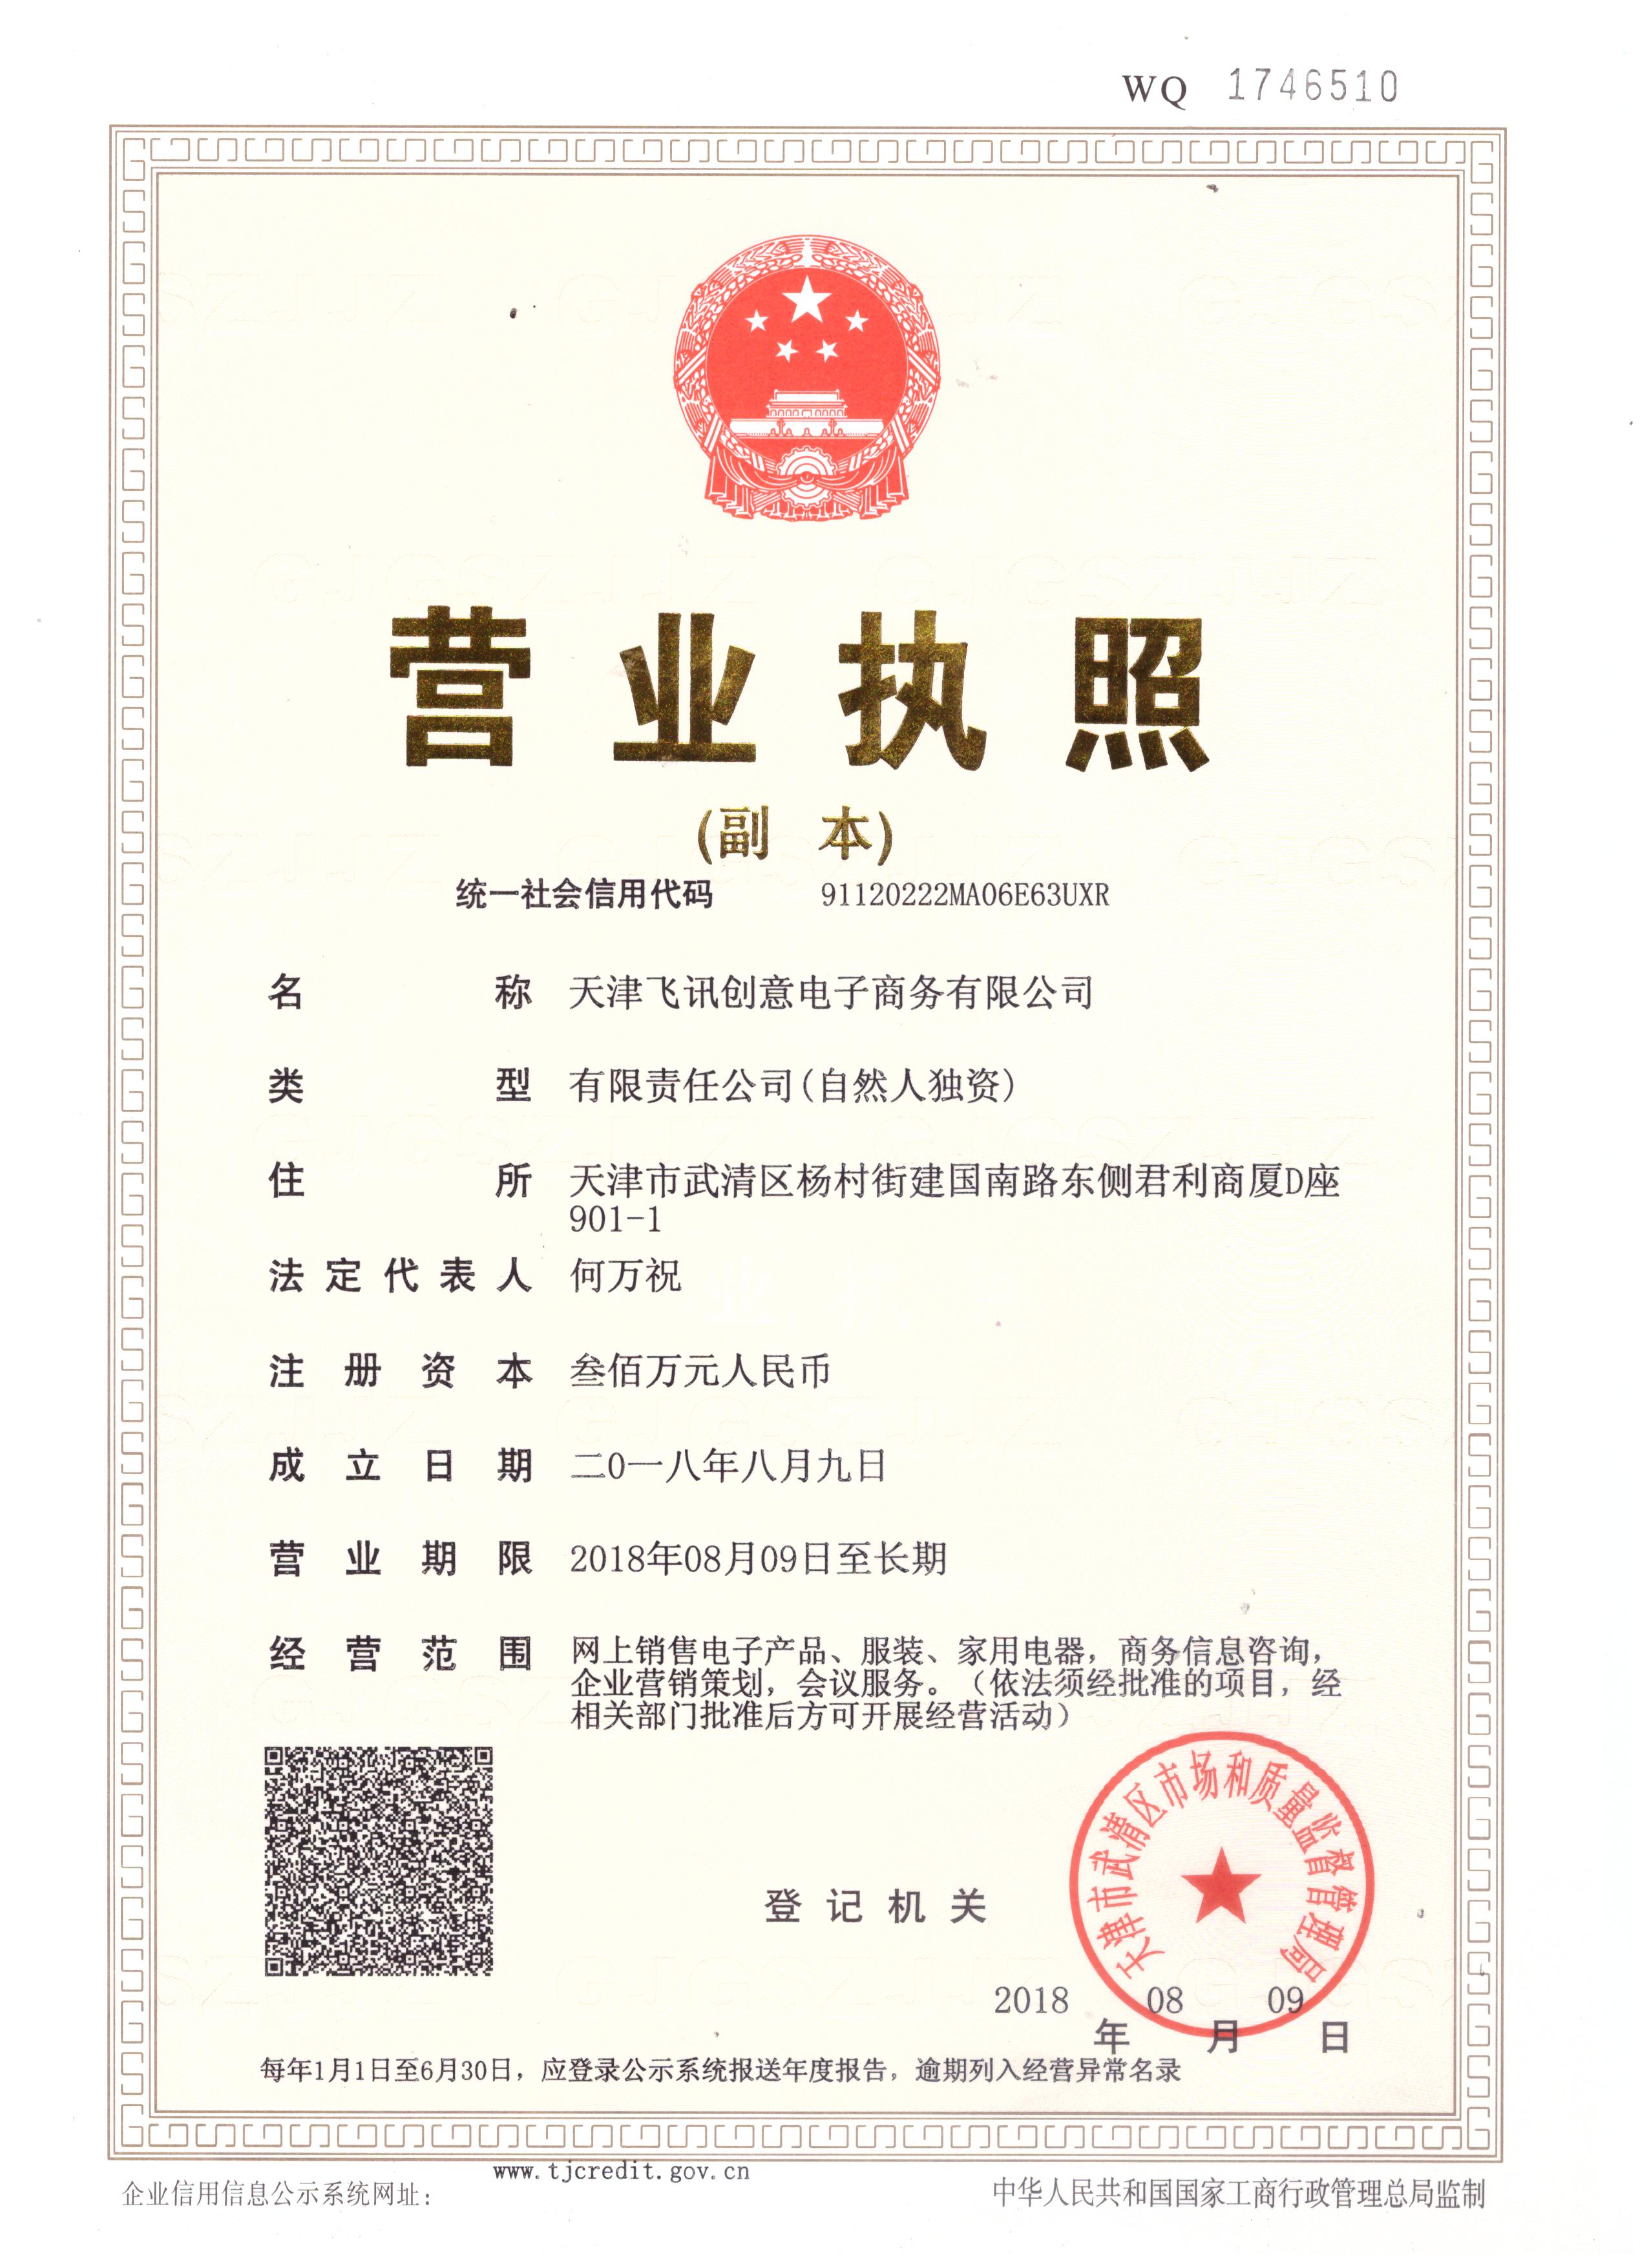 WQ 1746510
营业执照
(副 本)
统一社会信用代码 91120222MA06E63UXR
名称 天津飞讯创意电子商务有限公司
类型 有限责任公司(自然人独资)
住所 天津市武清区杨村街建国南路东侧君利商厦D座
901-1
法定代表人 何万祝
注册资本 叁佰万元人民币
成立日期 二0一八年八月九日
营业期限 2018年08月09日至长期
经营范围 网上销售电子产品、服装、家用电器，商务信息咨询，
企业营销策划，会议服务。（依法须经批准的项目，经
相关部门批准后方可开展经营活动）
天津市武清区市场和质量监督管理局
登记机关
2018 08 09
年 月 日
每年1月1日至6月30日，应登录公示系统报送年度报告，逾期列入经营异常名录
www.tjcredit.gov.cn
企业信用信息公示系统网址：
中华人民共和国国家工商行政管理总局监制